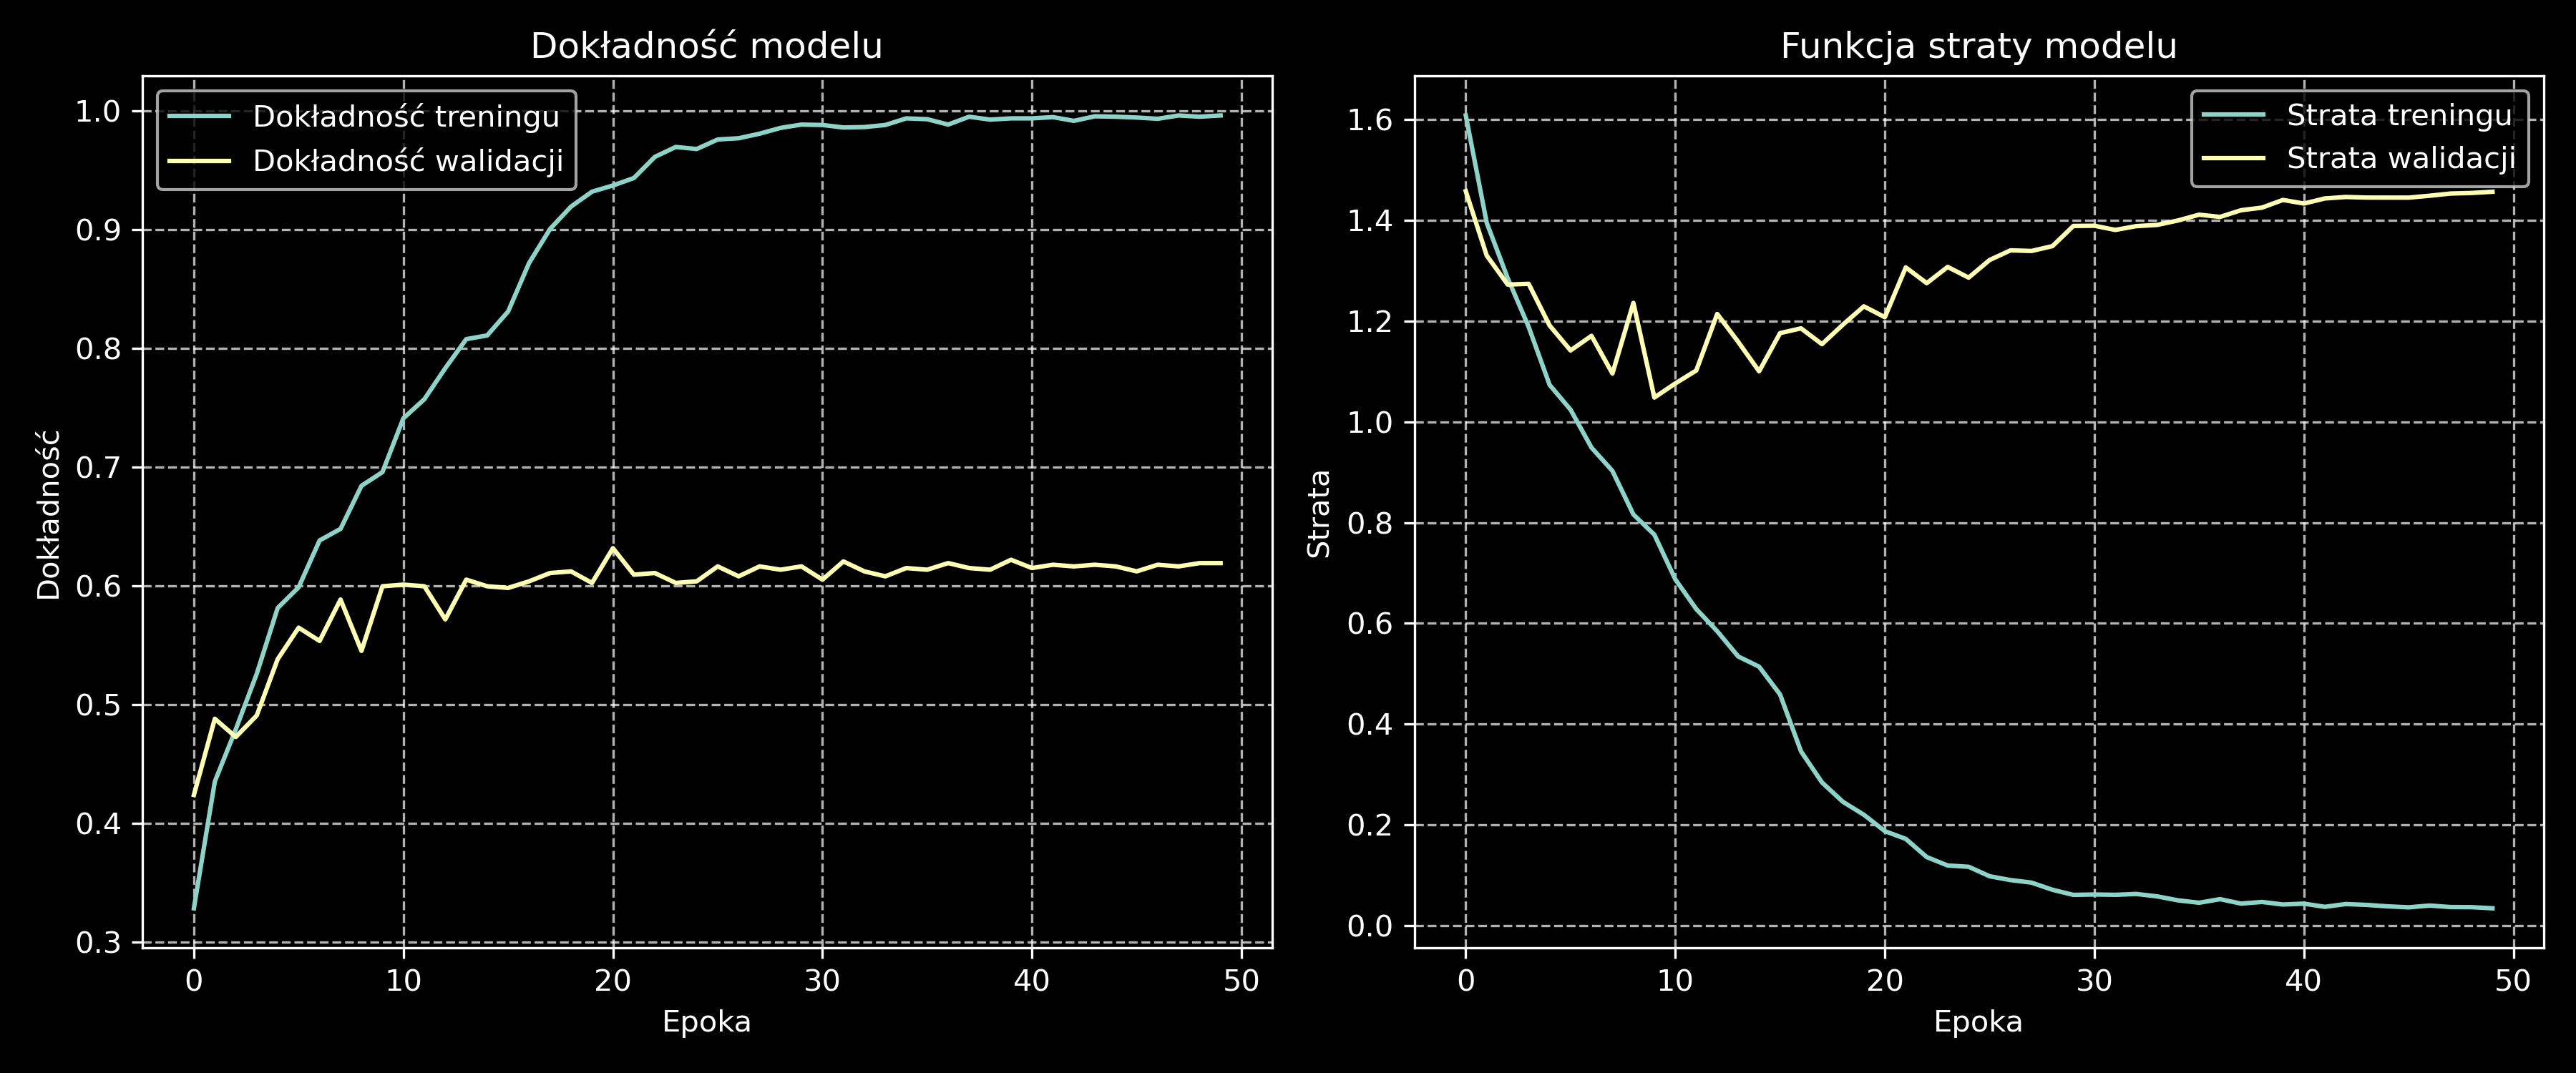 Dokładność modelu
Dokładność treningu
Dokładność walidacji
1.0
0.9
0.8
0.7
0.6
0.5
0.4
0.3
Dokładność
0 10 20 30 40 50
Epoka
Funkcja straty modelu
Strata treningu
Strata walidacji
1.6
1.4
1.2
1.0
0.8
0.6
0.4
0.2
0.0
Strata
0 10 20 30 40 50
Epoka